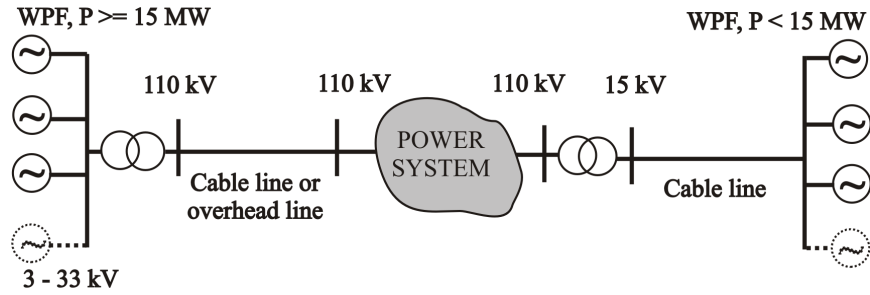 WPF, P >= 15 MW
WPF, P < 15 MW
110 kV
110 kV
110 kV
15 kV
POWER
SYSTEM
Cable line or
overhead line
Cable line
3 - 33 kV